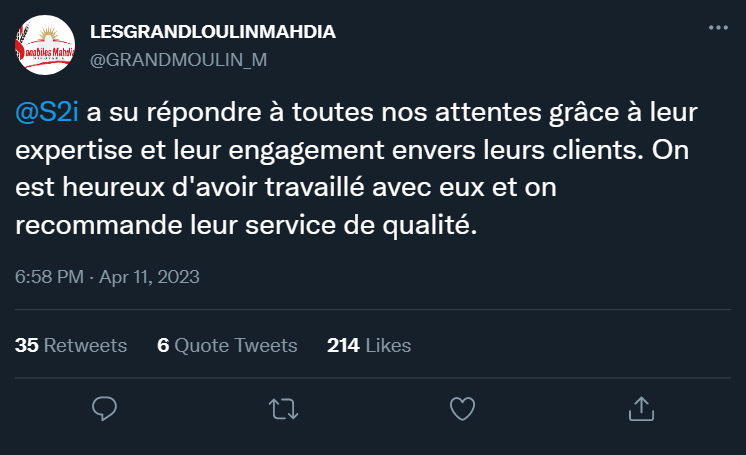 LESGRANDLOULINMAHDIA
@GRANDMOULIN_M
@S2i a su répondre à toutes nos attentes grâce à leur
expertise et leur engagement envers leurs clients. On
est heureux d'avoir travaillé avec eux et on
recommande leur service de qualité.
6:58 PM · Apr 11, 2023
35 Retweets 6 Quote Tweets 214 Likes